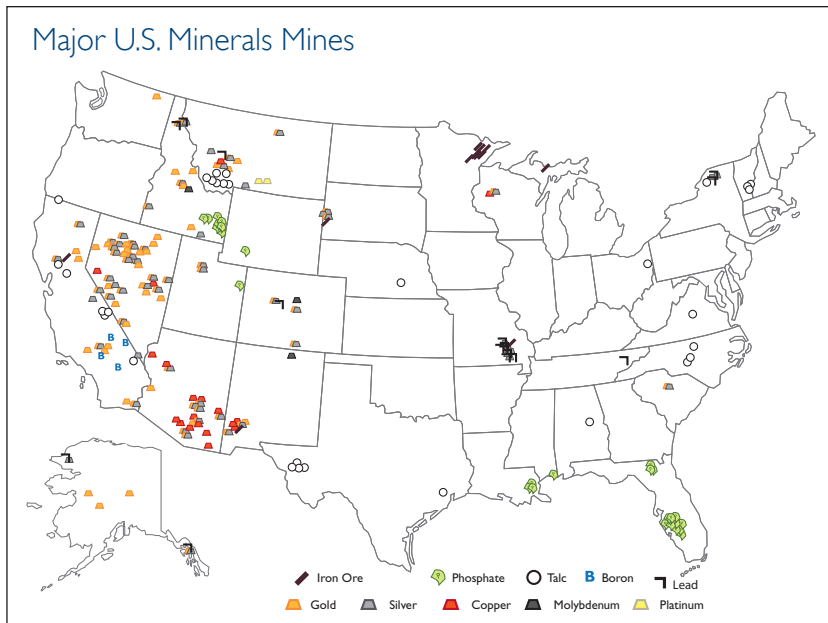 Major U.S. Minerals Mines
B
B
B
B
Iron Ore Phosphate Talc B Boron Lead
Gold Silver Copper Molybdenum Platinum